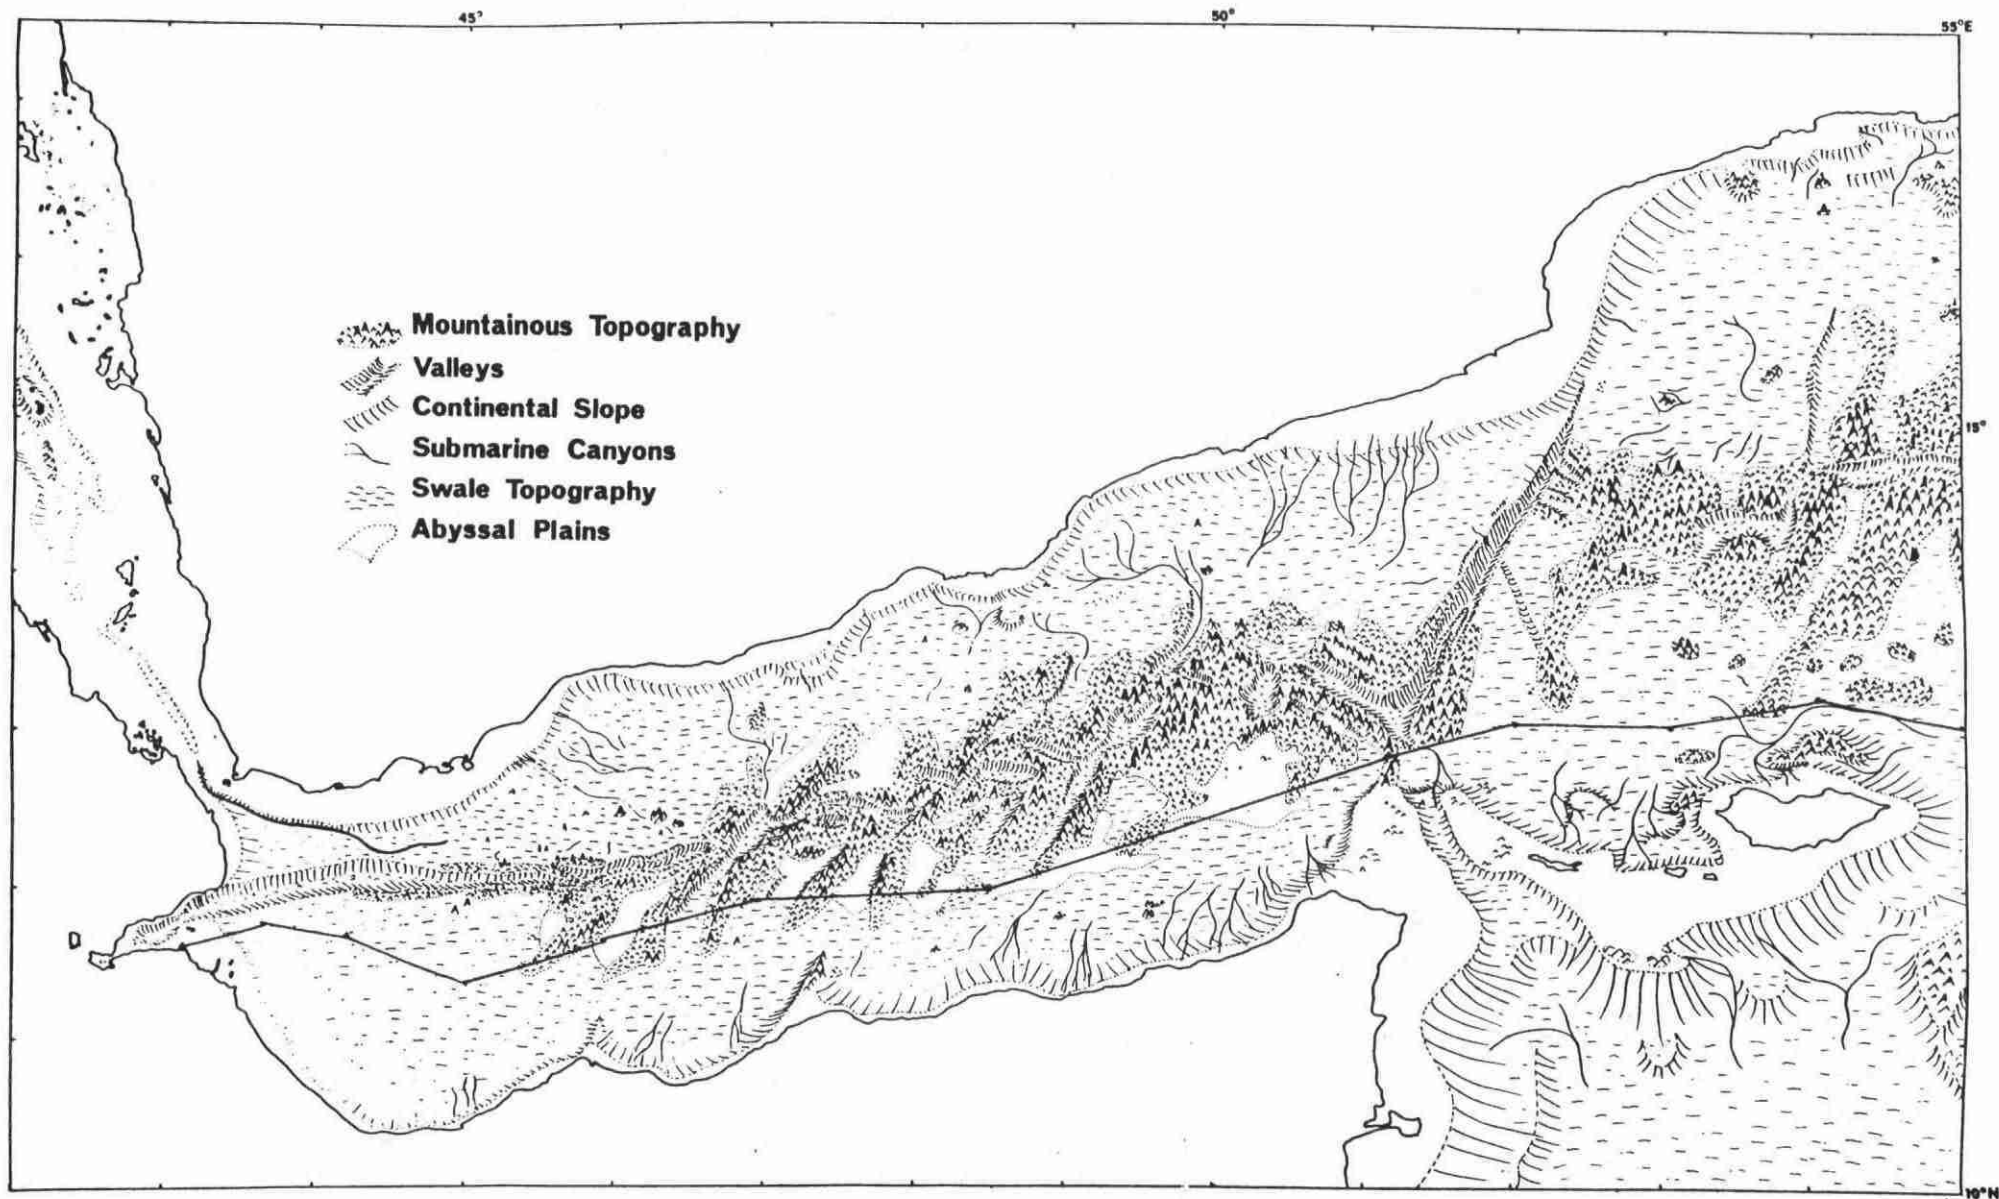 45° 50° 55°E
Mountainous Topography
Valleys
Continental Slope
Submarine Canyons
Swale Topography
Abyssal Plains
15°
D
10°N